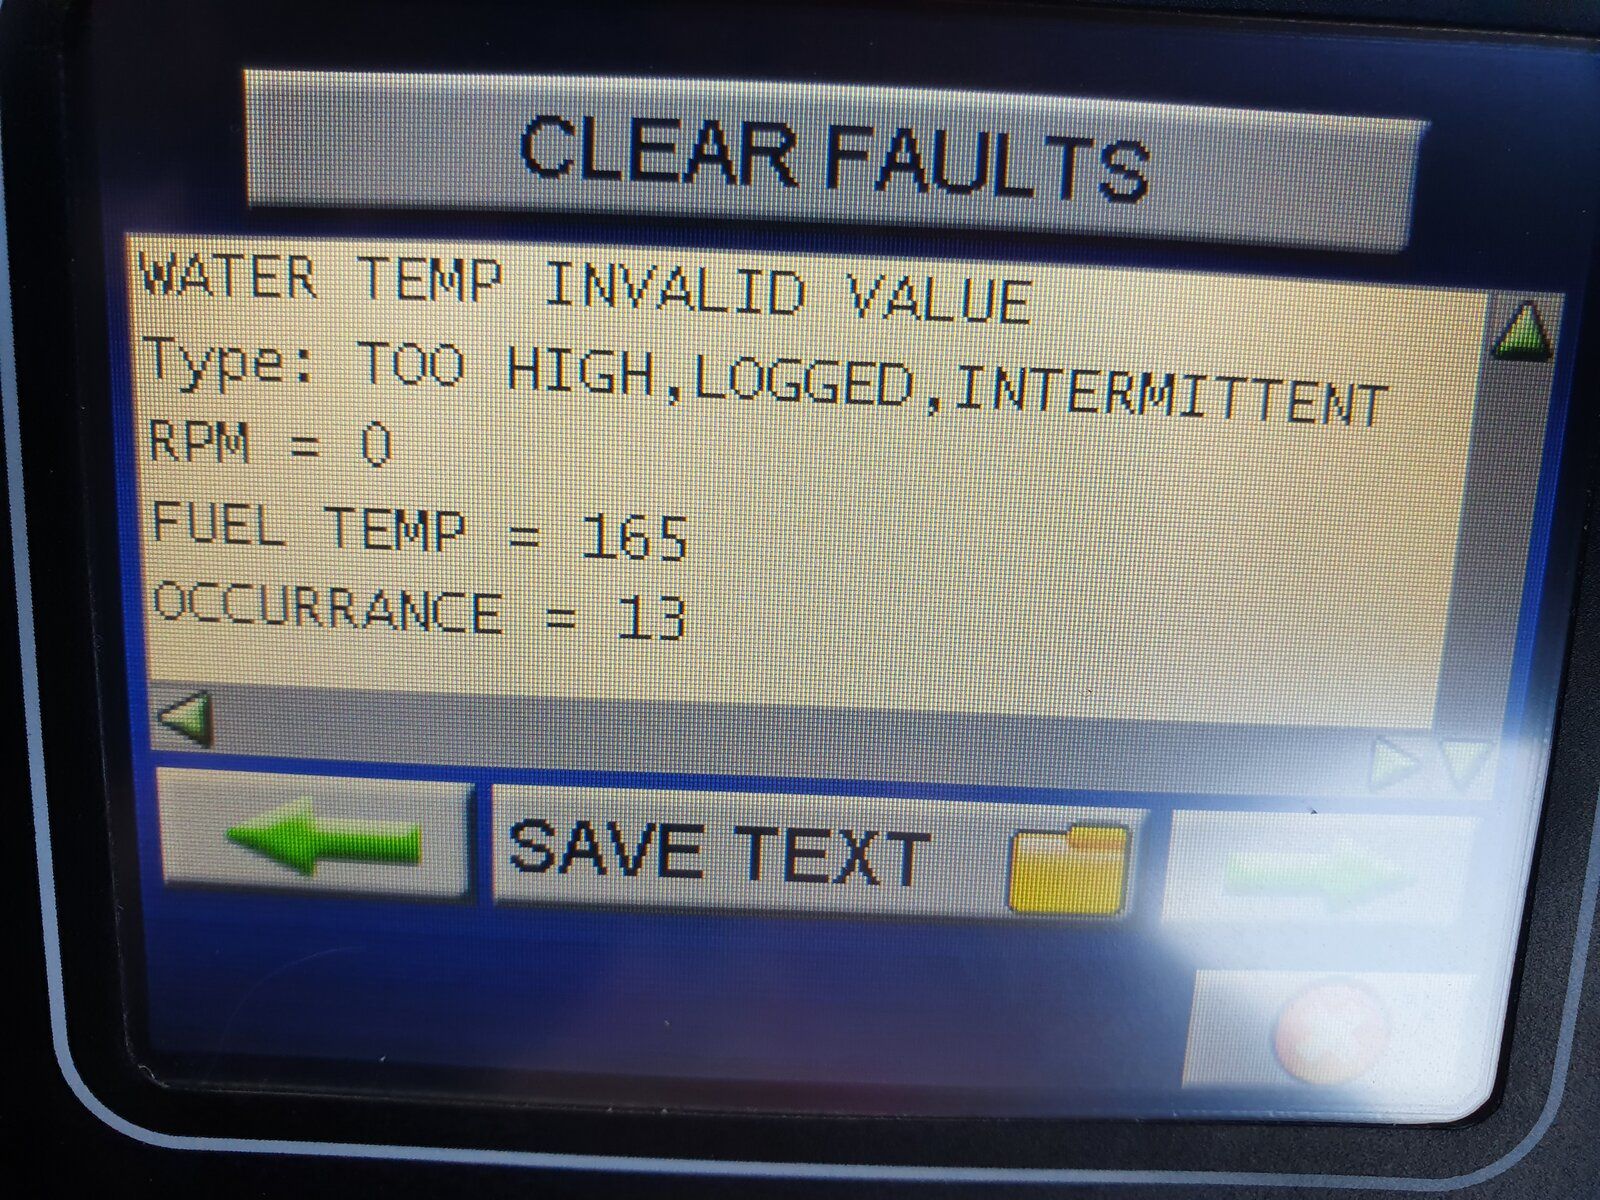 CLEAR FAULTS
WATER TEMP INVALID VALUE
Type: TOO HIGH,LOGGED,INTERMITTENT
RPM = 0
FUEL TEMP = 165
OCCURRANCE = 13
SAVE TEXT